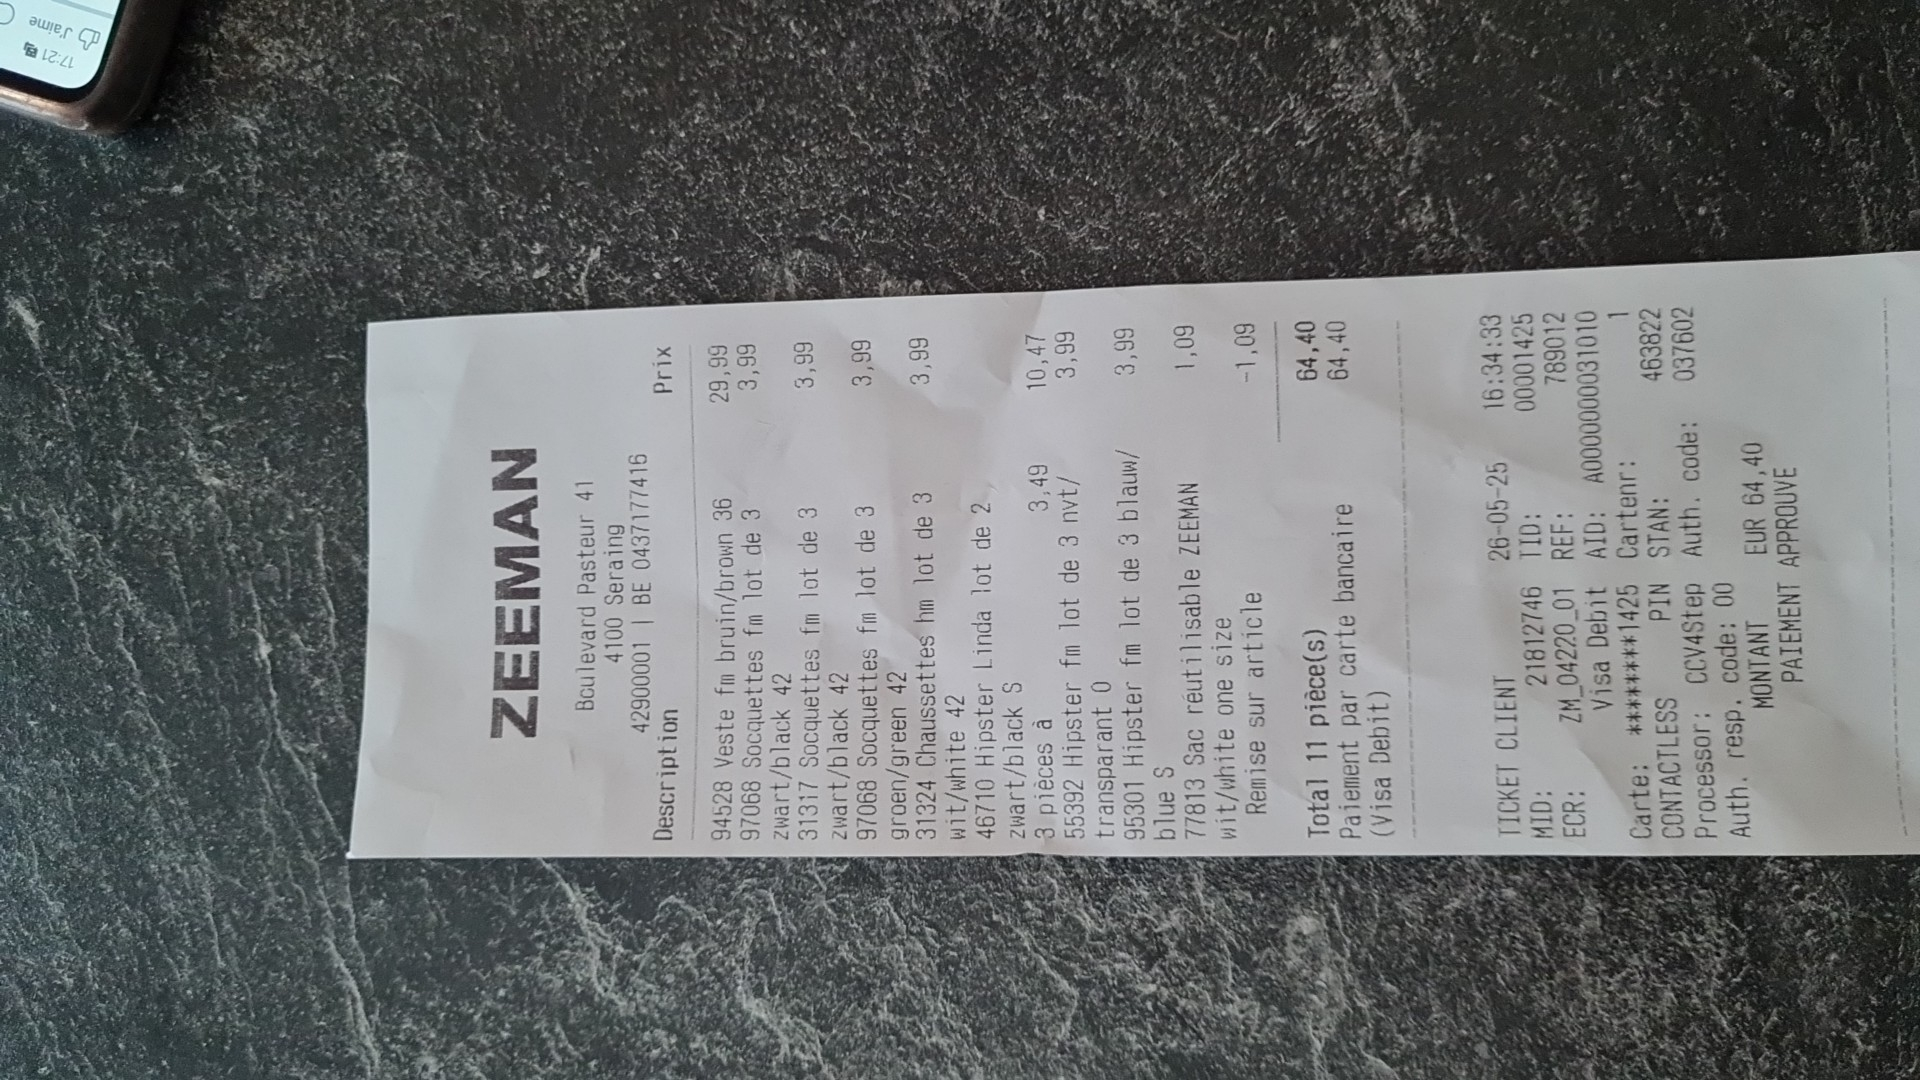 17:21
J'aime
ZEEMAN
Boulevard Pasteur 41
4100 Seraing
42900001 | BE 0437177416
Description Prix
94528 Veste fm bruin/brown 36 29,99
97068 Socquettes fm lot de 3 3,99
zwart/black 42
31317 Socquettes fm lot de 3 3,99
zwart/black 42
97068 Socquettes fm lot de 3 3,99
groen/green 42
31324 Chaussettes hm lot de 3 3,99
wit/white 42
46710 Hipster Linda lot de 2
zwart/black S
3 pièces à 3,49 10,47
55392 Hipster fm lot de 3 nvt/ 3,99
transparant 0
95301 Hipster fm lot de 3 blauw/ 3,99
blue S
77813 Sac réutilisable ZEEMAN 1,09
wit/white one size
Remise sur article -1,09
Total 11 pièce(s) 64,40
Paiement par carte bancaire 64,40
(Visa Debit)
TICKET CLIENT 26-05-25 16:34:33
MID: 21812746 TID: 00001425
ECR: ZM_04220_01 REF: 789012
Visa Debit AID: A0000000031010
Carte: ********1425 Cartenr: 1
CONTACTLESS PIN STAN: 463822
Processor: CCV4Step Auth. code: 037602
Auth. resp. code: 00
MONTANT EUR 64,40
PAIEMENT APPROUVE